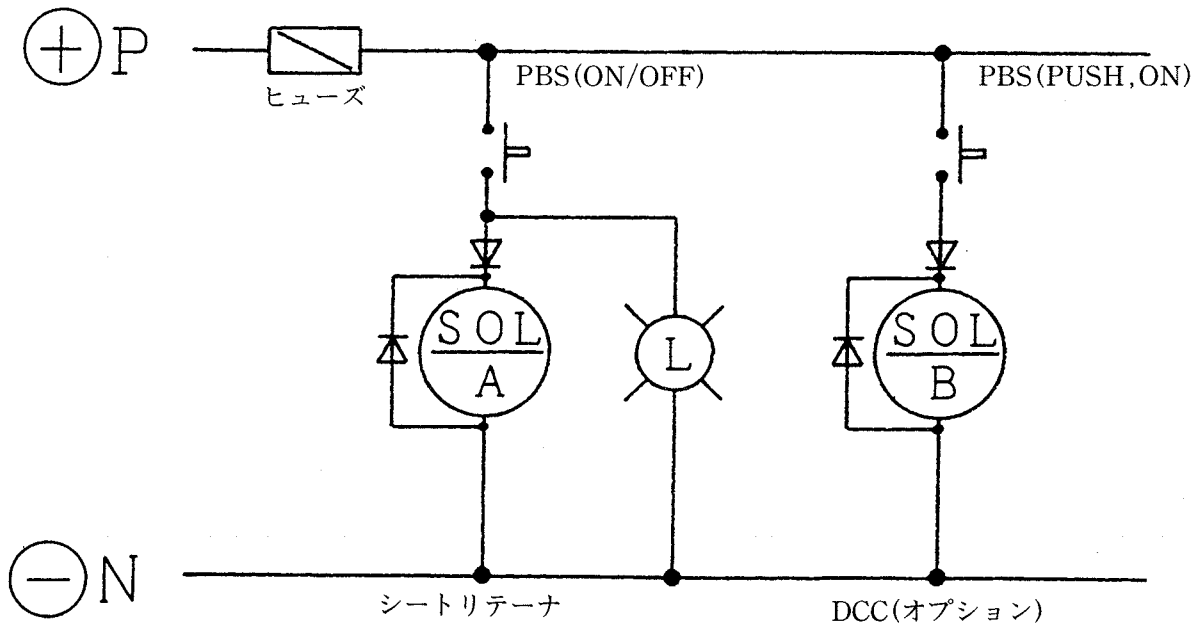 ⊕P
PBS(ON/OFF)
PBS(PUSH,ON)
ヒューズ
SOL
A
L
SOL
B
⊖N
シートリテーナ
DCC(オプション)